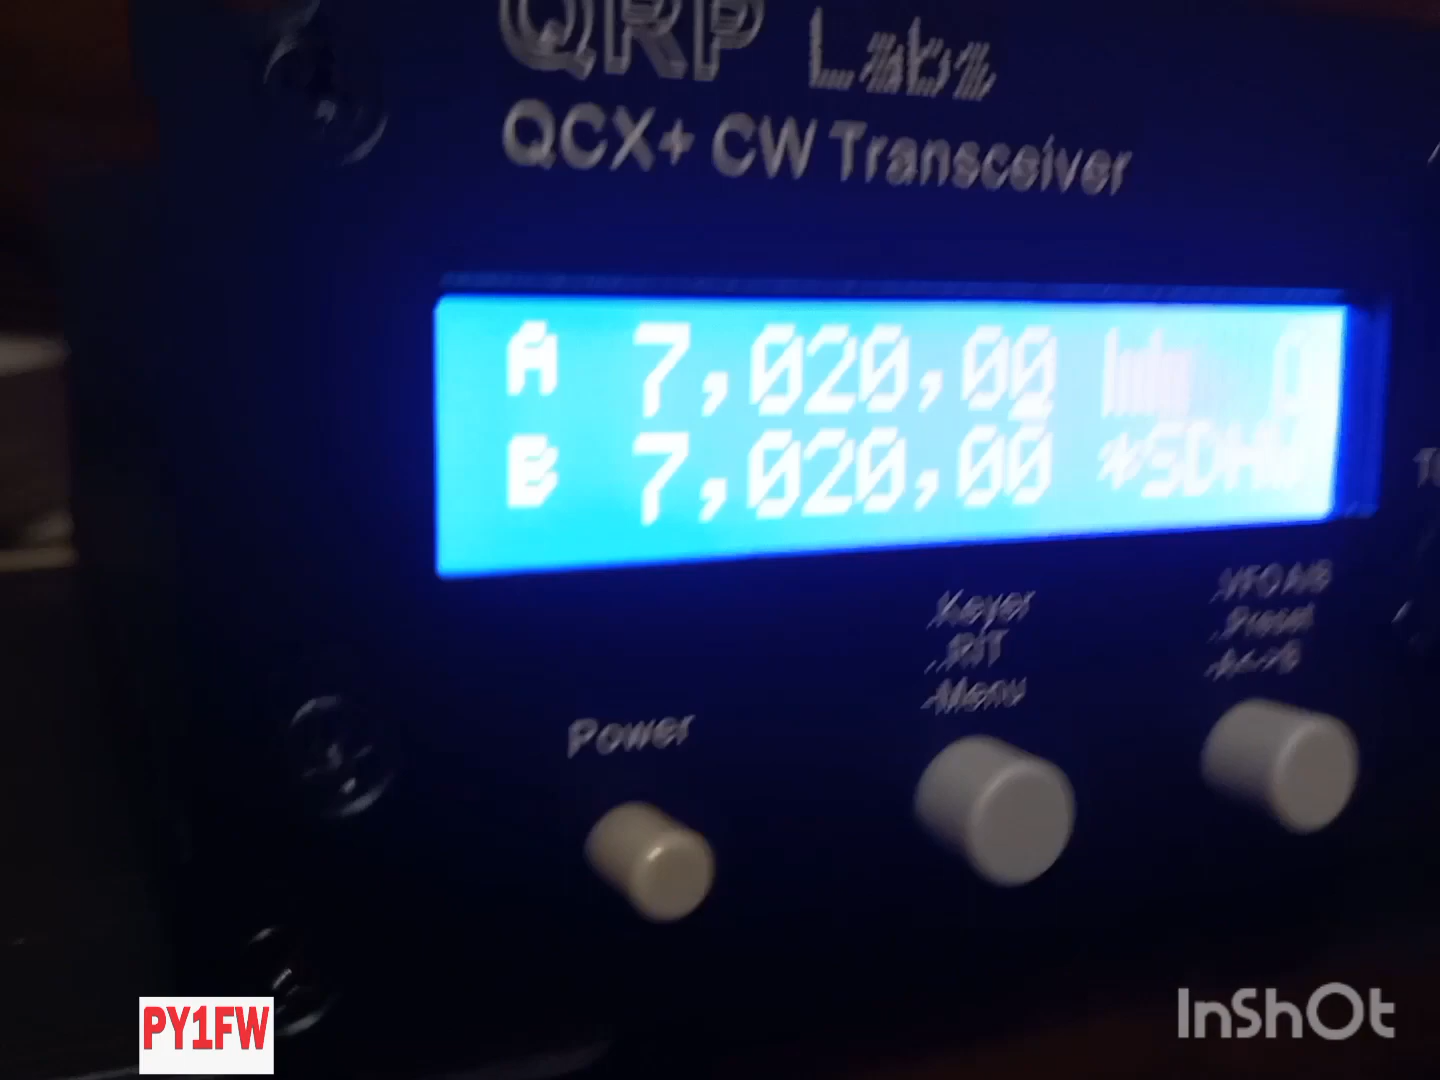 QRP Labs
QCX+ CW Transceiver
A 7,020,00
B 7,020,00
.Keyer
..RIT
-Menu
.VFO A/B
..Preset
Power
PY1FW
InShOt